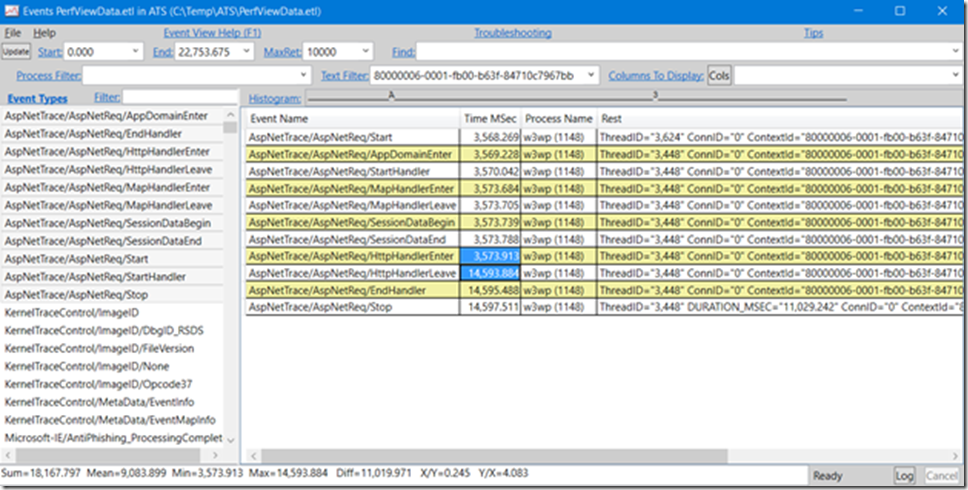 Events PerfViewData.etl in ATS (C:\Temp\ATS\PerfViewData.etl)
File Help Event View Help (F1) Troubleshooting Tips
Update Start: 0.000 End: 22,753.675 MaxRet: 10000 Find:
Process Filter: Text Filter: 80000006-0001-fb00-b63f-84710c7967bb Columns To Display: Cols
Event Types Filter: Histogram: A 3
AspNetTrace/AspNetReq/AppDomainEnter
AspNetTrace/AspNetReq/EndHandler
AspNetTrace/AspNetReq/HttpHandlerEnter
AspNetTrace/AspNetReq/HttpHandlerLeave
AspNetTrace/AspNetReq/MapHandlerEnter
AspNetTrace/AspNetReq/MapHandlerLeave
AspNetTrace/AspNetReq/SessionDataBegin
AspNetTrace/AspNetReq/SessionDataEnd
AspNetTrace/AspNetReq/Start
AspNetTrace/AspNetReq/StartHandler
AspNetTrace/AspNetReq/Stop
KernelTraceControl/ImageID
KernelTraceControl/ImageID/DbgID_RSDS
KernelTraceControl/ImageID/FileVersion
KernelTraceControl/ImageID/None
KernelTraceControl/ImageID/Opcode37
KernelTraceControl/MetaData/EventInfo
KernelTraceControl/MetaData/EventMapInfo
Microsoft-IE/AntiPhishing_ProcessingComplet
Event Name Time MSec Process Name Rest
AspNetTrace/AspNetReq/Start 3,568.269 w3wp (1148) ThreadID="3,624" ConnID="0" ContextId="80000006-0001-fb00-b63f-84710
AspNetTrace/AspNetReq/AppDomainEnter 3,569.228 w3wp (1148) ThreadID="3,448" ConnID="0" ContextId="80000006-0001-fb00-b63f-84710
AspNetTrace/AspNetReq/StartHandler 3,570.042 w3wp (1148) ThreadID="3,448" ConnID="0" ContextId="80000006-0001-fb00-b63f-84710
AspNetTrace/AspNetReq/MapHandlerEnter 3,573.684 w3wp (1148) ThreadID="3,448" ConnID="0" ContextId="80000006-0001-fb00-b63f-84710
AspNetTrace/AspNetReq/MapHandlerLeave 3,573.705 w3wp (1148) ThreadID="3,448" ConnID="0" ContextId="80000006-0001-fb00-b63f-84710
AspNetTrace/AspNetReq/SessionDataBegin 3,573.739 w3wp (1148) ThreadID="3,448" ConnID="0" ContextId="80000006-0001-fb00-b63f-84710
AspNetTrace/AspNetReq/SessionDataEnd 3,573.788 w3wp (1148) ThreadID="3,448" ConnID="0" ContextId="80000006-0001-fb00-b63f-84710
AspNetTrace/AspNetReq/HttpHandlerEnter 3,573.913 w3wp (1148) ThreadID="3,448" ConnID="0" ContextId="80000006-0001-fb00-b63f-84710
AspNetTrace/AspNetReq/HttpHandlerLeave 14,593.884 w3wp (1148) ThreadID="3,448" ConnID="0" ContextId="80000006-0001-fb00-b63f-84710
AspNetTrace/AspNetReq/EndHandler 14,595.488 w3wp (1148) ThreadID="3,448" ConnID="0" ContextId="80000006-0001-fb00-b63f-84710
AspNetTrace/AspNetReq/Stop 14,597.511 w3wp (1148) ThreadID="3,448" DURATION_MSEC="11,029.242" ConnID="0" ContextId="8
Sum=18,167.797 Mean=9,083.899 Min=3,573.913 Max=14,593.884 Diff=11,019.971 X/Y=0.245 Y/X=4.083 Ready Log Cancel